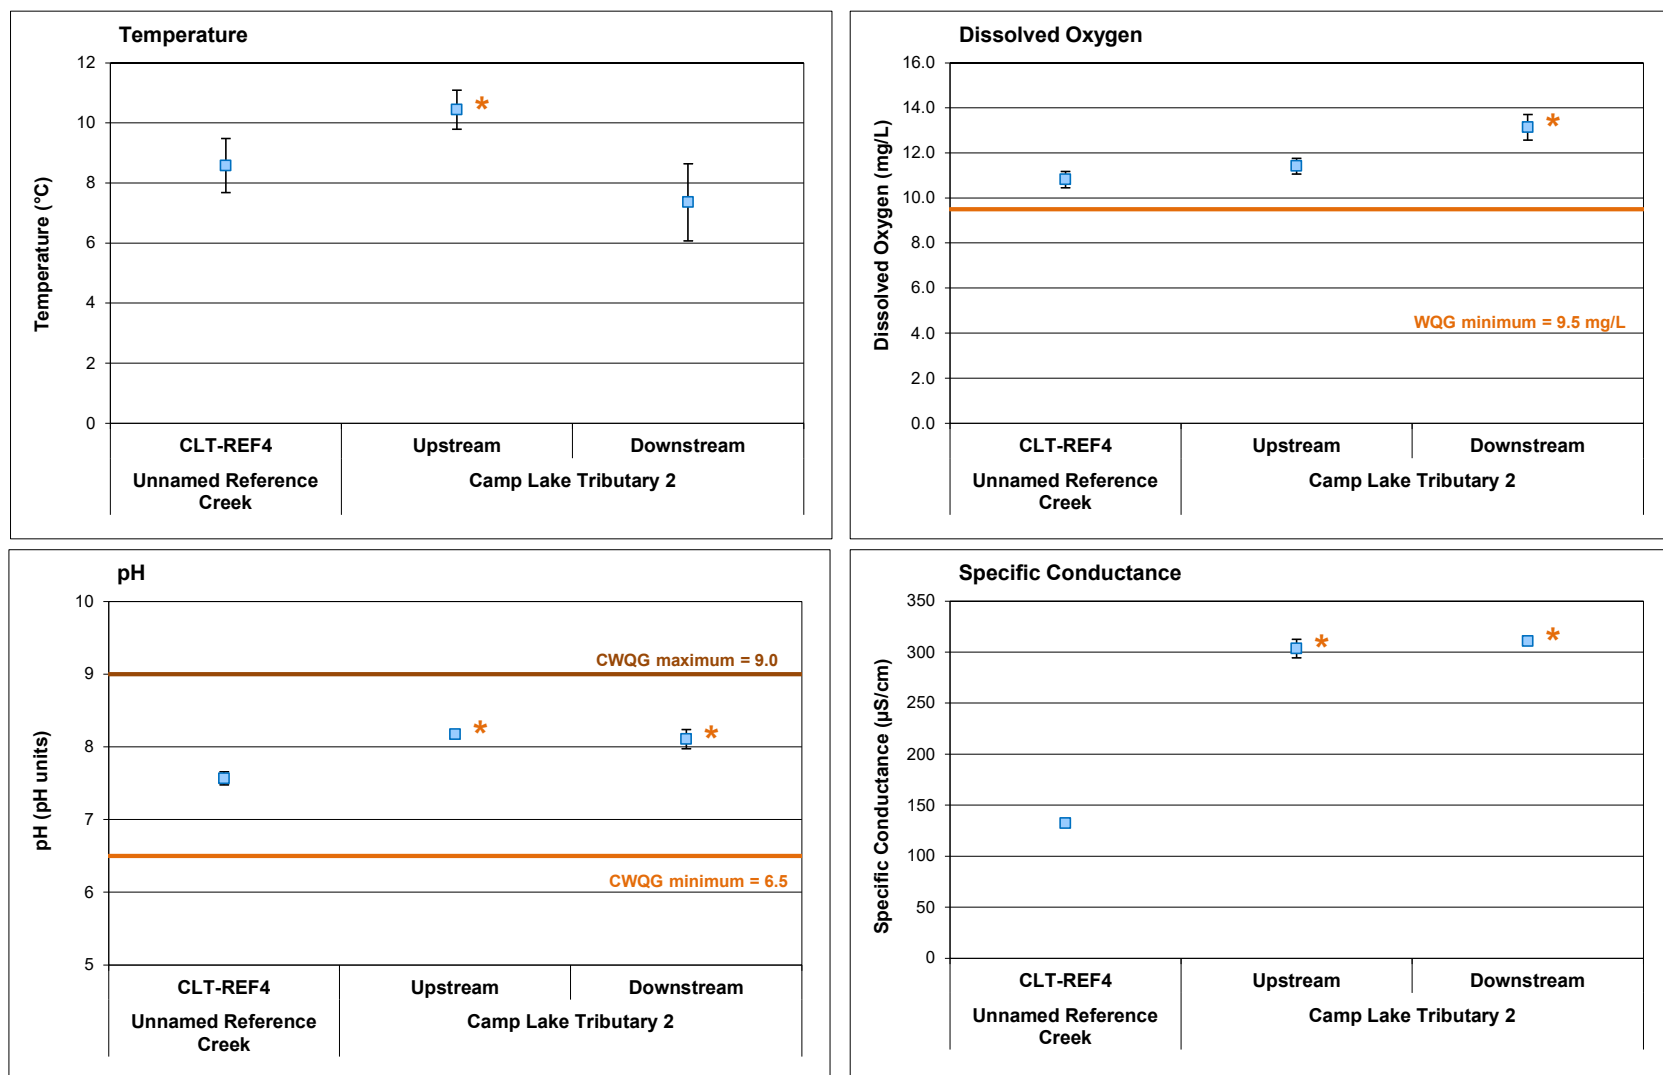 Temperature
12
10
8
6
4
2
0
Temperature (°C)
*
CLT-REF4
Upstream
Downstream
Unnamed Reference
Creek
Camp Lake Tributary 2
Dissolved Oxygen
16.0
14.0
12.0
10.0
8.0
6.0
4.0
2.0
0.0
Dissolved Oxygen (mg/L)
*
WQG minimum = 9.5 mg/L
CLT-REF4
Upstream
Downstream
Unnamed Reference
Creek
Camp Lake Tributary 2
pH
10
9
8
7
6
5
pH (pH units)
CWQG maximum = 9.0
*
*
CWQG minimum = 6.5
CLT-REF4
Upstream
Downstream
Unnamed Reference
Creek
Camp Lake Tributary 2
Specific Conductance
350
300
250
200
150
100
50
0
Specific Conductance (µS/cm)
*
*
CLT-REF4
Upstream
Downstream
Unnamed Reference
Creek
Camp Lake Tributary 2